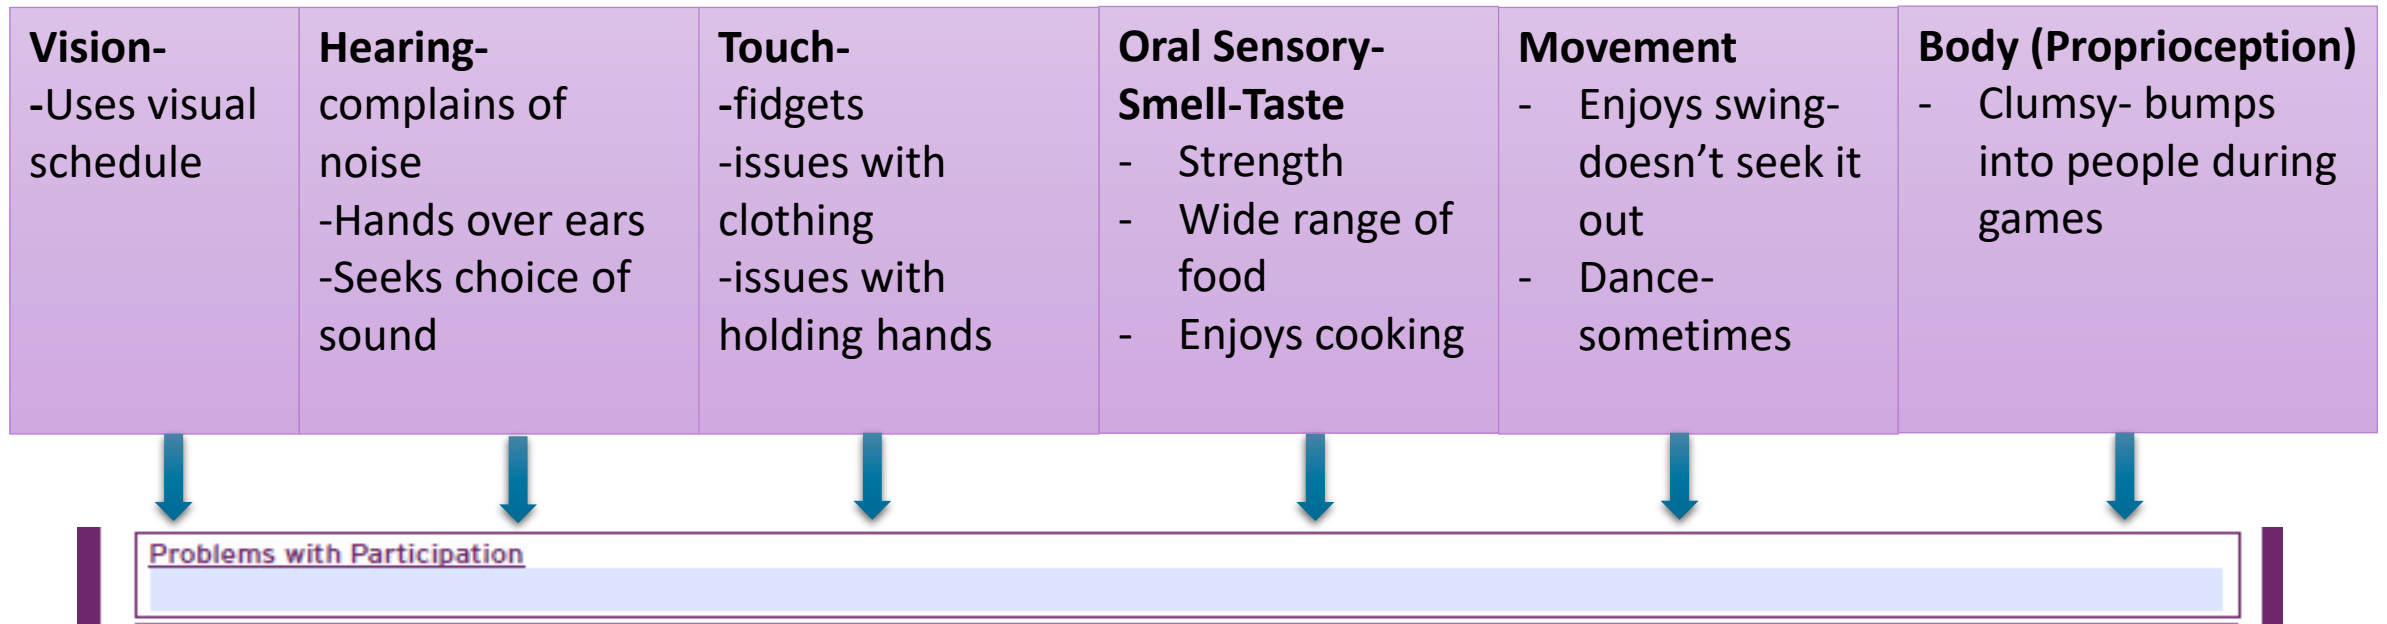 Vision-
-Uses visual
schedule
Hearing-
complains of
noise
-Hands over ears
-Seeks choice of
sound
Touch-
-fidgets
-issues with
clothing
-issues with
holding hands
Oral Sensory-
Smell-Taste
- Strength
- Wide range of
food
- Enjoys cooking
Movement
- Enjoys swing-
doesn’t seek it
out
- Dance-
sometimes
Body (Proprioception)
- Clumsy- bumps
into people during
games
Problems with Participation